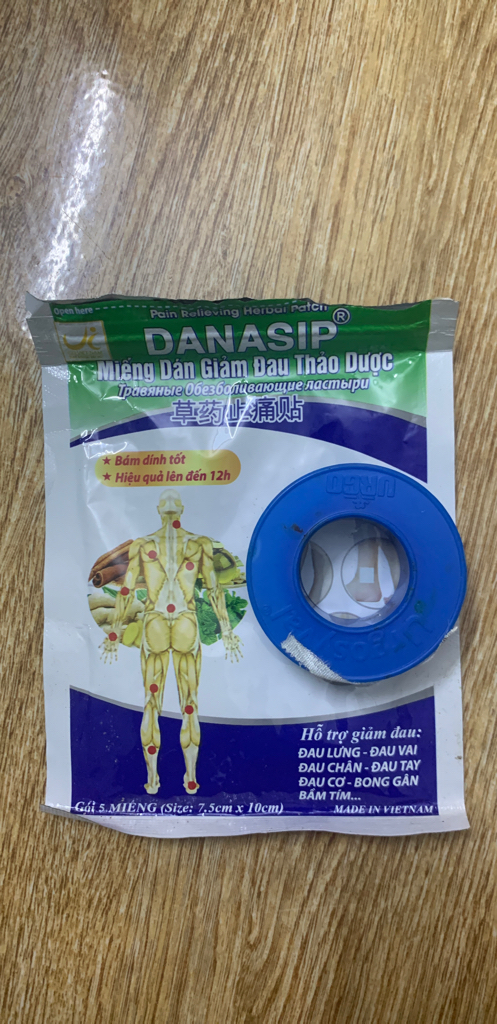 Open here
Pain Relieving Herbal Patch
DANASIP®
Miếng Dán Giảm Đau Thảo Dược
Травяные Обезболивающие пластыри
草药止痛贴
★ Bám dính tốt
★ Hiệu quả lên đến 12h
URGO
Urgosyval
Hỗ trợ giảm đau:
ĐAU LƯNG - ĐAU VAI
ĐAU CHÂN - ĐAU TAY
ĐAU CƠ - BONG GÂN
BẦM TÍM...
Gói 5 MIẾNG (Size: 7,5cm x 10cm)
MADE IN VIETNAM